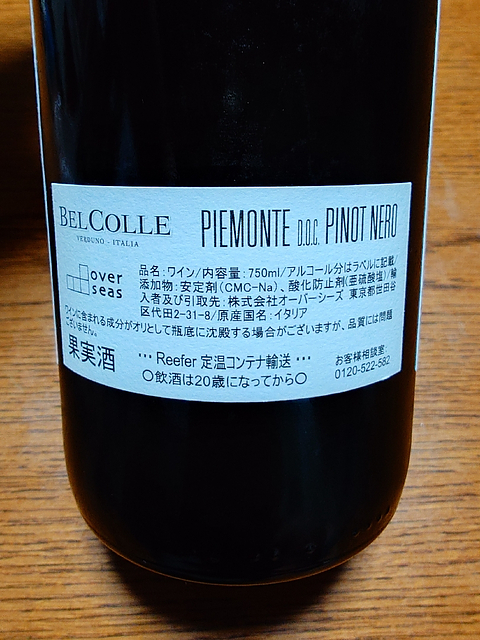 BELCOLLE
VERDUNO - ITALIA
PIEMONTE D.O.C. PINOT NERO
over
seas
品名:ワイン/内容量:750ml/アルコール分はラベルに記載/
添加物:安定剤(CMC-Na)、酸化防止剤(亜硫酸塩)/輸
入者及び引取先:株式会社オーバーシーズ 東京都世田谷
区代田2-31-8/原産国名:イタリア
ワインに含まれる成分がオリとして瓶底に沈殿する場合がございますが、品質には問題
ございません。
果実酒
… Reefer 定温コンテナ輸送 …
〇飲酒は20歳になってから〇
お客様相談室
0120-522-582